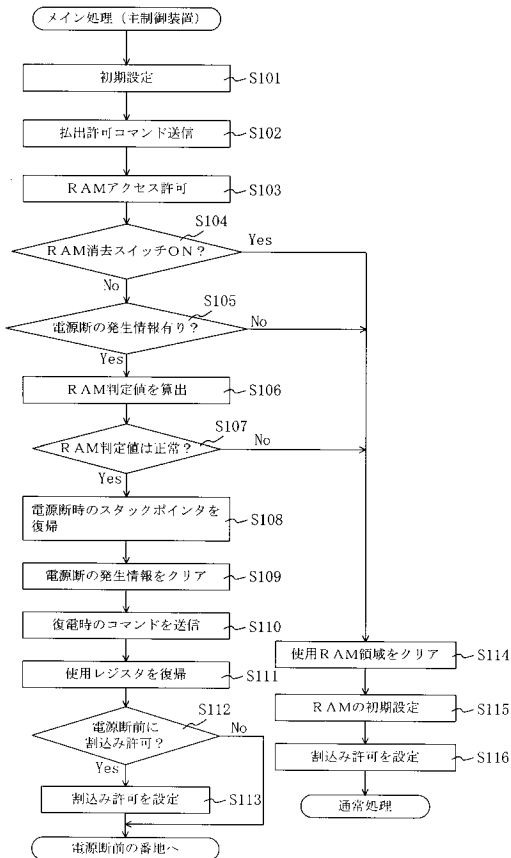 メイン処理（主制御装置）
初期設定
S101
払出許可コマンド送信
S102
ＲＡＭアクセス許可
S103
S104
ＲＡＭ消去スイッチＯＮ？
Yes
No
S105
電源断の発生情報有り？
No
Yes
ＲＡＭ判定値を算出
S106
S107
ＲＡＭ判定値は正常？
No
Yes
電源断時のスタックポインタを
復帰
S108
電源断の発生情報をクリア
S109
復電時のコマンドを送信
S110
使用レジスタを復帰
S111
S112
電源断前に
割込み許可？
No
Yes
割込み許可を設定
S113
電源断前の番地へ
使用ＲＡＭ領域をクリア
S114
ＲＡＭの初期設定
S115
割込み許可を設定
S116
通常処理